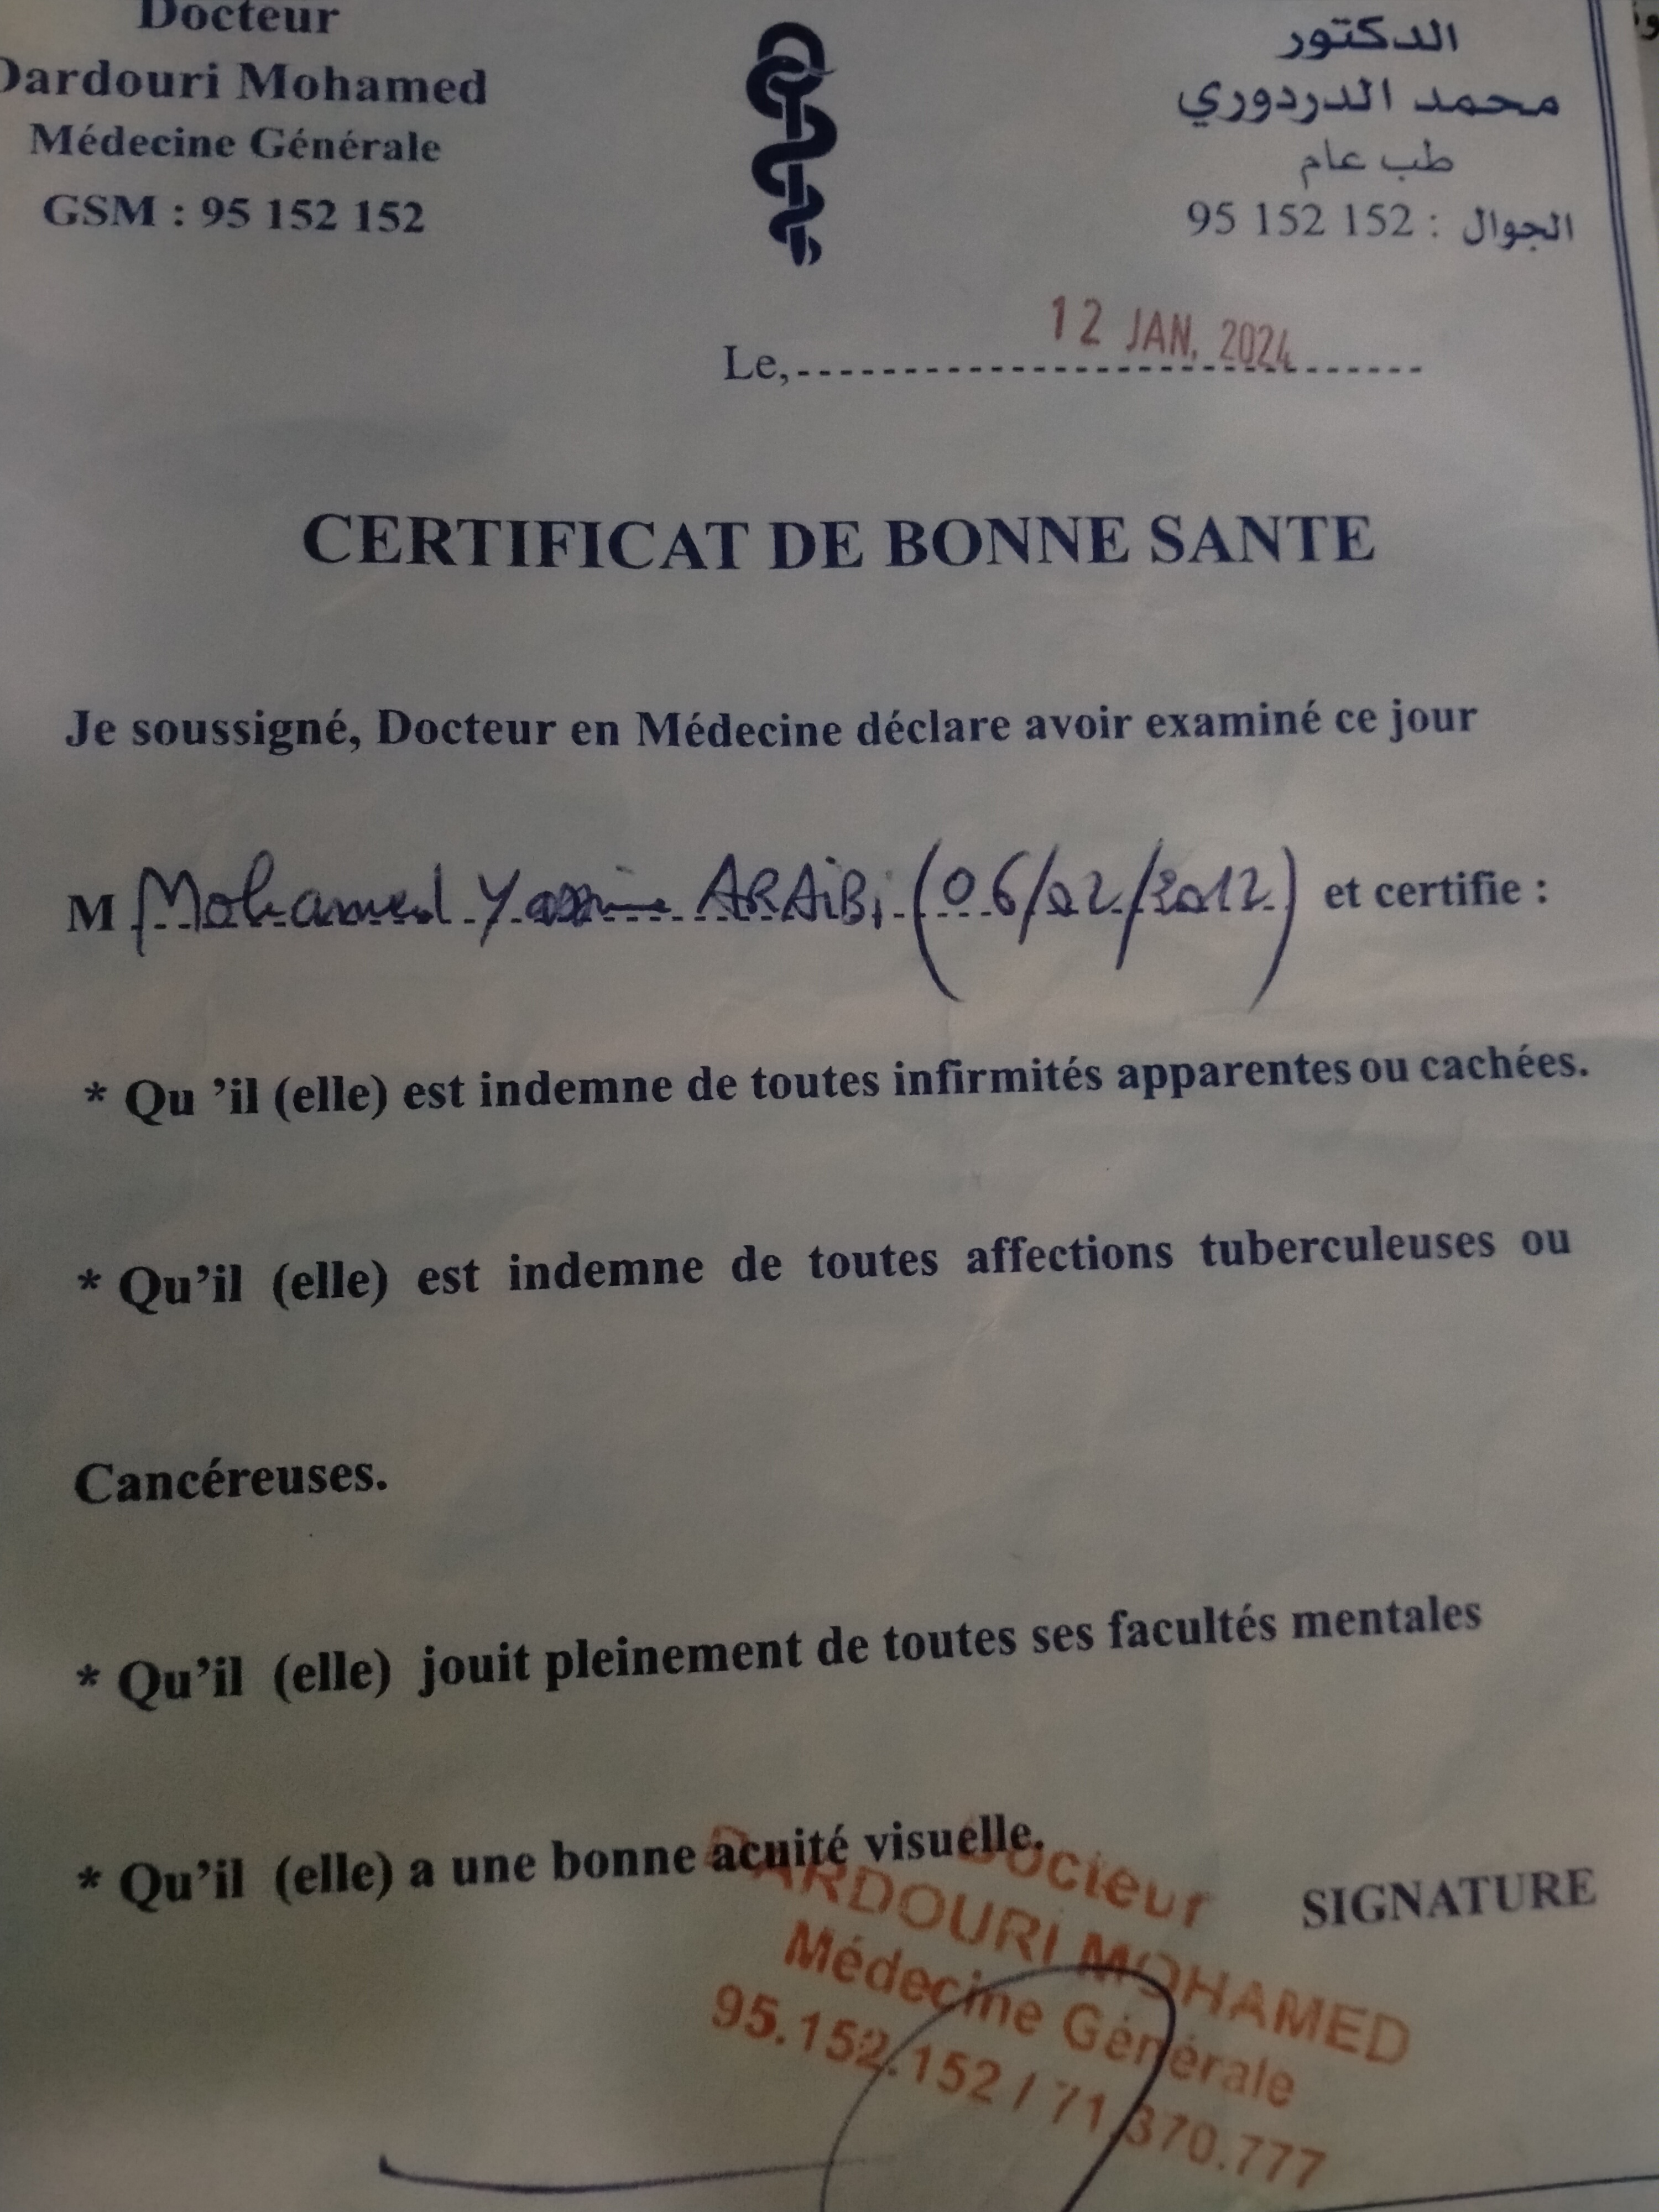 Docteur
Dardouri Mohamed
Médecine Générale
GSM : 95 152 152
الدكتور
محمد الدردوري
طب عام
الجوال : 152 152 95
Le, 12 JAN. 2024
CERTIFICAT DE BONNE SANTE
Je soussigné, Docteur en Médecine déclare avoir examiné ce jour
M Mohamed Yassine ARAiBi (06/02/2012) et certifie :
* Qu 'il (elle) est indemne de toutes infirmités apparentes ou cachées.
* Qu'il (elle) est indemne de toutes affections tuberculeuses ou
Cancéreuses.
* Qu'il (elle) jouit pleinement de toutes ses facultés mentales
* Qu'il (elle) a une bonne acuité visuelle.
SIGNATURE
Docteur
DARDOURI MOHAMED
Médecine Générale
95.152.152 / 71.370.777